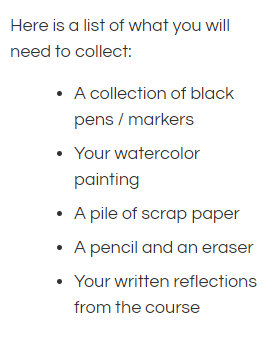 Here is a list of what you will
need to collect:
• A collection of black
pens / markers
• Your watercolor
painting
• A pile of scrap paper
• A pencil and an eraser
• Your written reflections
from the course